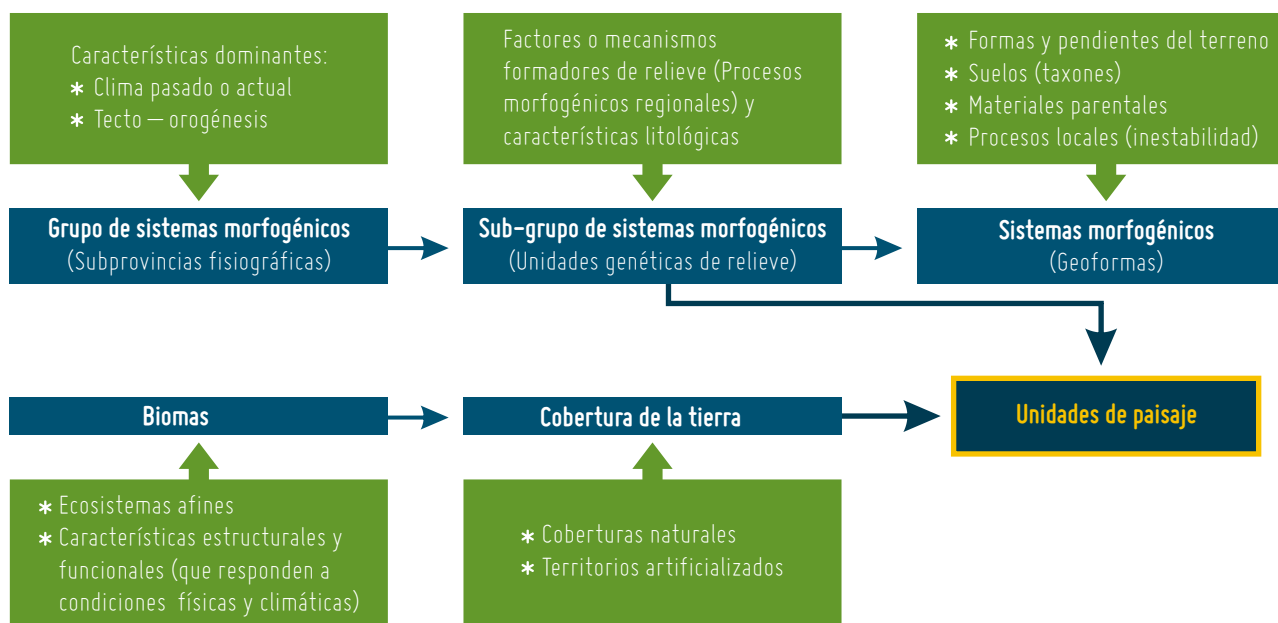 Características dominantes:
* Clima pasado o actual
* Tecto – orogénesis
Factores o mecanismos
formadores de relieve (Procesos
morfogénicos regionales) y
características litológicas
* Formas y pendientes del terreno
* Suelos (taxones)
* Materiales parentales
* Procesos locales (inestabilidad)
Grupo de sistemas morfogénicos
(Subprovincias fisiográficas)
Sub-grupo de sistemas morfogénicos
(Unidades genéticas de relieve)
Sistemas morfogénicos
(Geoformas)
Biomas
Cobertura de la tierra
Unidades de paisaje
* Ecosistemas afines
* Características estructurales y
funcionales (que responden a
condiciones físicas y climáticas)
* Coberturas naturales
* Territorios artificializados